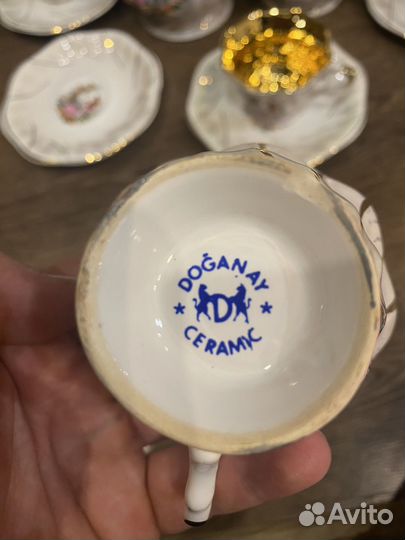 DOĞANAY
* D *
CERAMIC
Avito